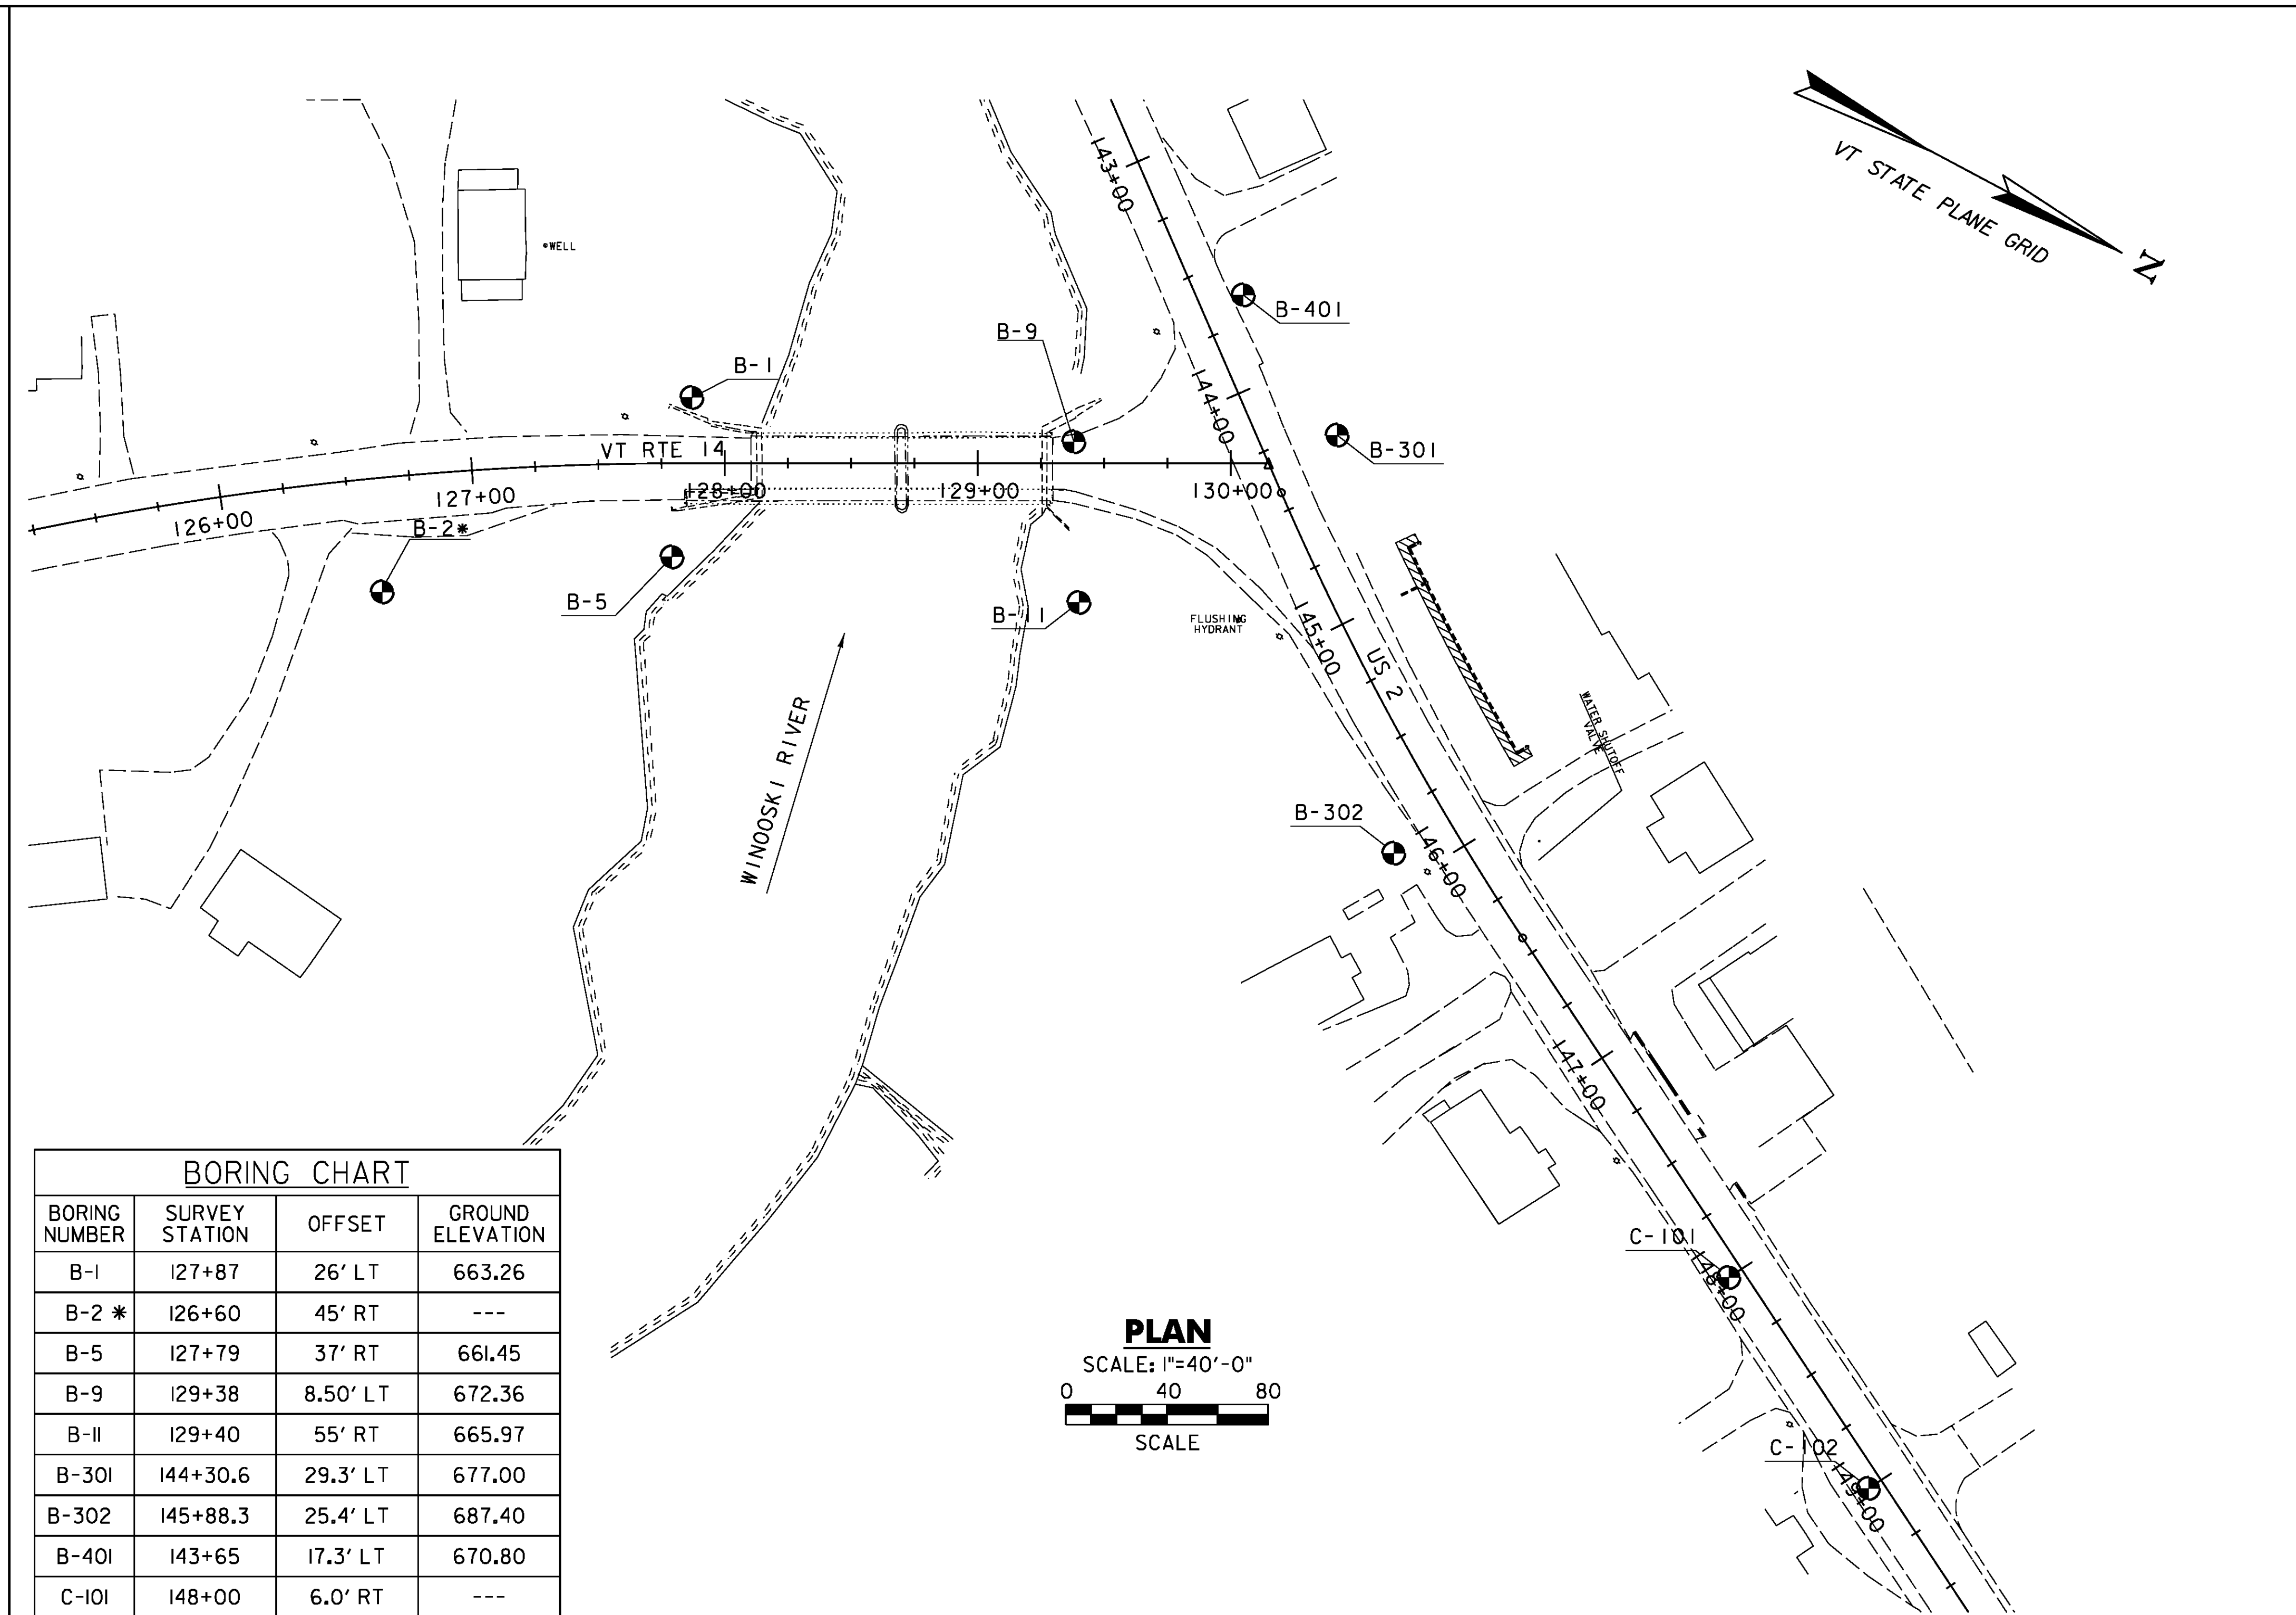 VT STATE PLANE GRID
N
143+00
WELL
B-401
B-9
B-1
144+00
VT RTE 14
B-301
126+00
127+00
128+00
129+00
130+00
B-2*
B-5
B-11
FLUSHING
HYDRANT
145+00
US 2
WATER SHUTOFF
VALVE
WINOOSKI RIVER
B-302
146+00
147+00
C-101
148+00
C-102
149+00
BORING CHART
BORING NUMBER SURVEY STATION OFFSET GROUND ELEVATION
B-1 127+87 26' LT 663.26
B-2 * 126+60 45' RT ---
B-5 127+79 37' RT 661.45
B-9 129+38 8.50' LT 672.36
B-11 129+40 55' RT 665.97
B-301 144+30.6 29.3' LT 677.00
B-302 145+88.3 25.4' LT 687.40
B-401 143+65 17.3' LT 670.80
C-101 148+00 6.0' RT ---
PLAN
SCALE: 1"=40'-0"
0 40 80
SCALE